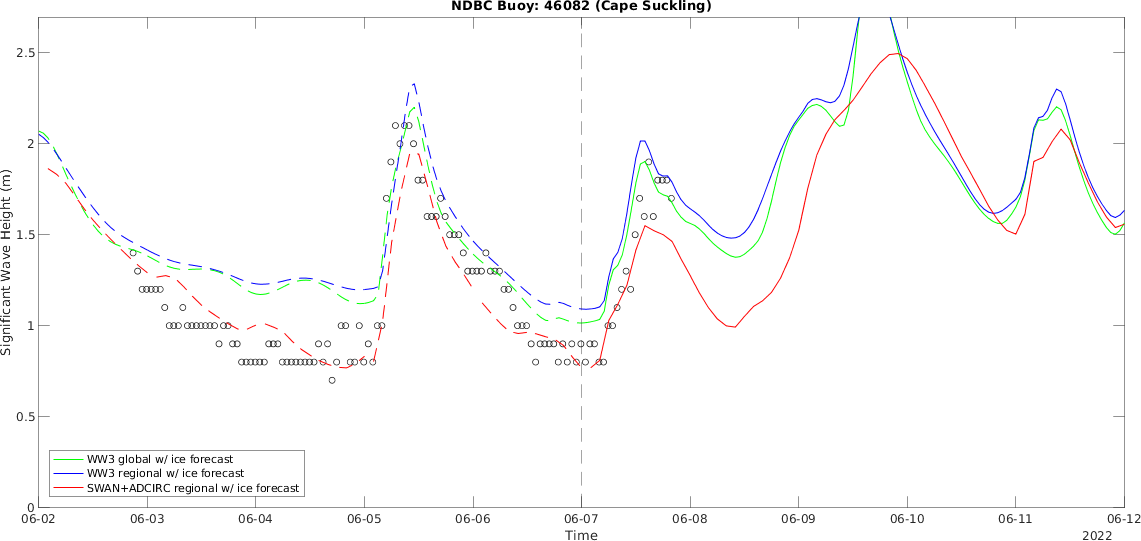 NDBC Buoy: 46082 (Cape Suckling)
Significant Wave Height (m)
2.5
2
1.5
1
0.5
0
WW3 global w/ ice forecast
WW3 regional w/ ice forecast
SWAN+ADCIRC regional w/ ice forecast
06-02 06-03 06-04 06-05 06-06 06-07 06-08 06-09 06-10 06-11 06-12
Time
2022